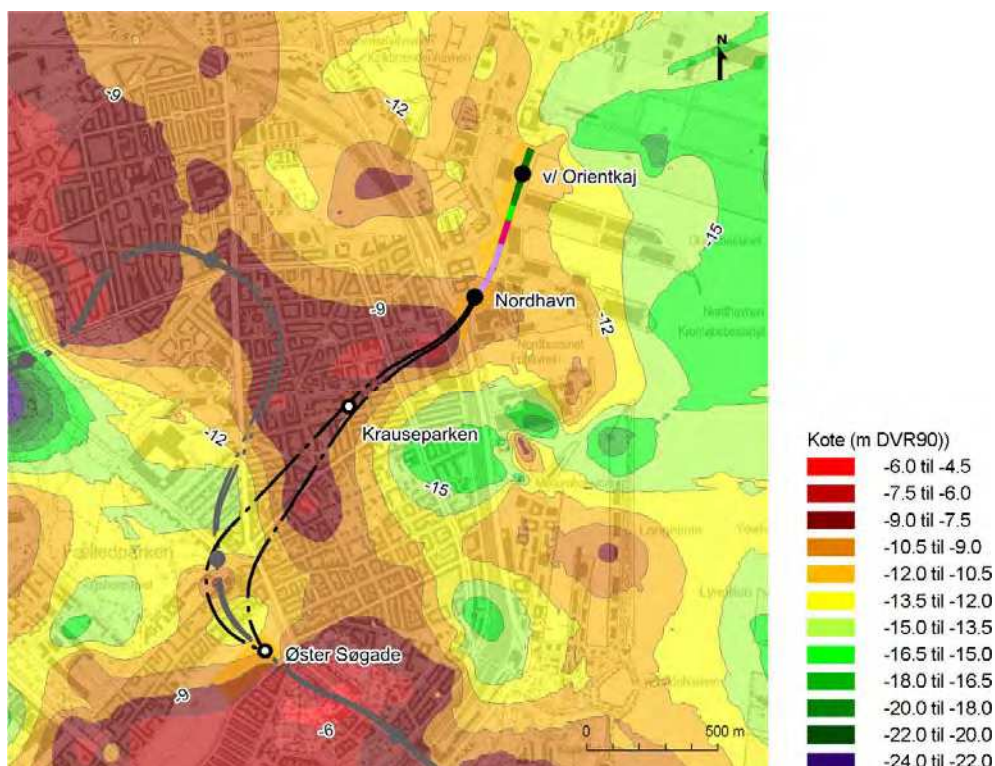 N
-9
-12
v/ Orientkaj
-15
Nordhavn
-9
-12
Krauseparken
-12
-15
Fælledparken
Øster Søgade
-9
-6
0
500 m
Kote (m DVR90))
-6.0 til -4.5
-7.5 til -6.0
-9.0 til -7.5
-10.5 til -9.0
-12.0 til -10.5
-13.5 til -12.0
-15.0 til -13.5
-16.5 til -15.0
-18.0 til -16.5
-20.0 til -18.0
-22.0 til -20.0
-24.0 til -22.0